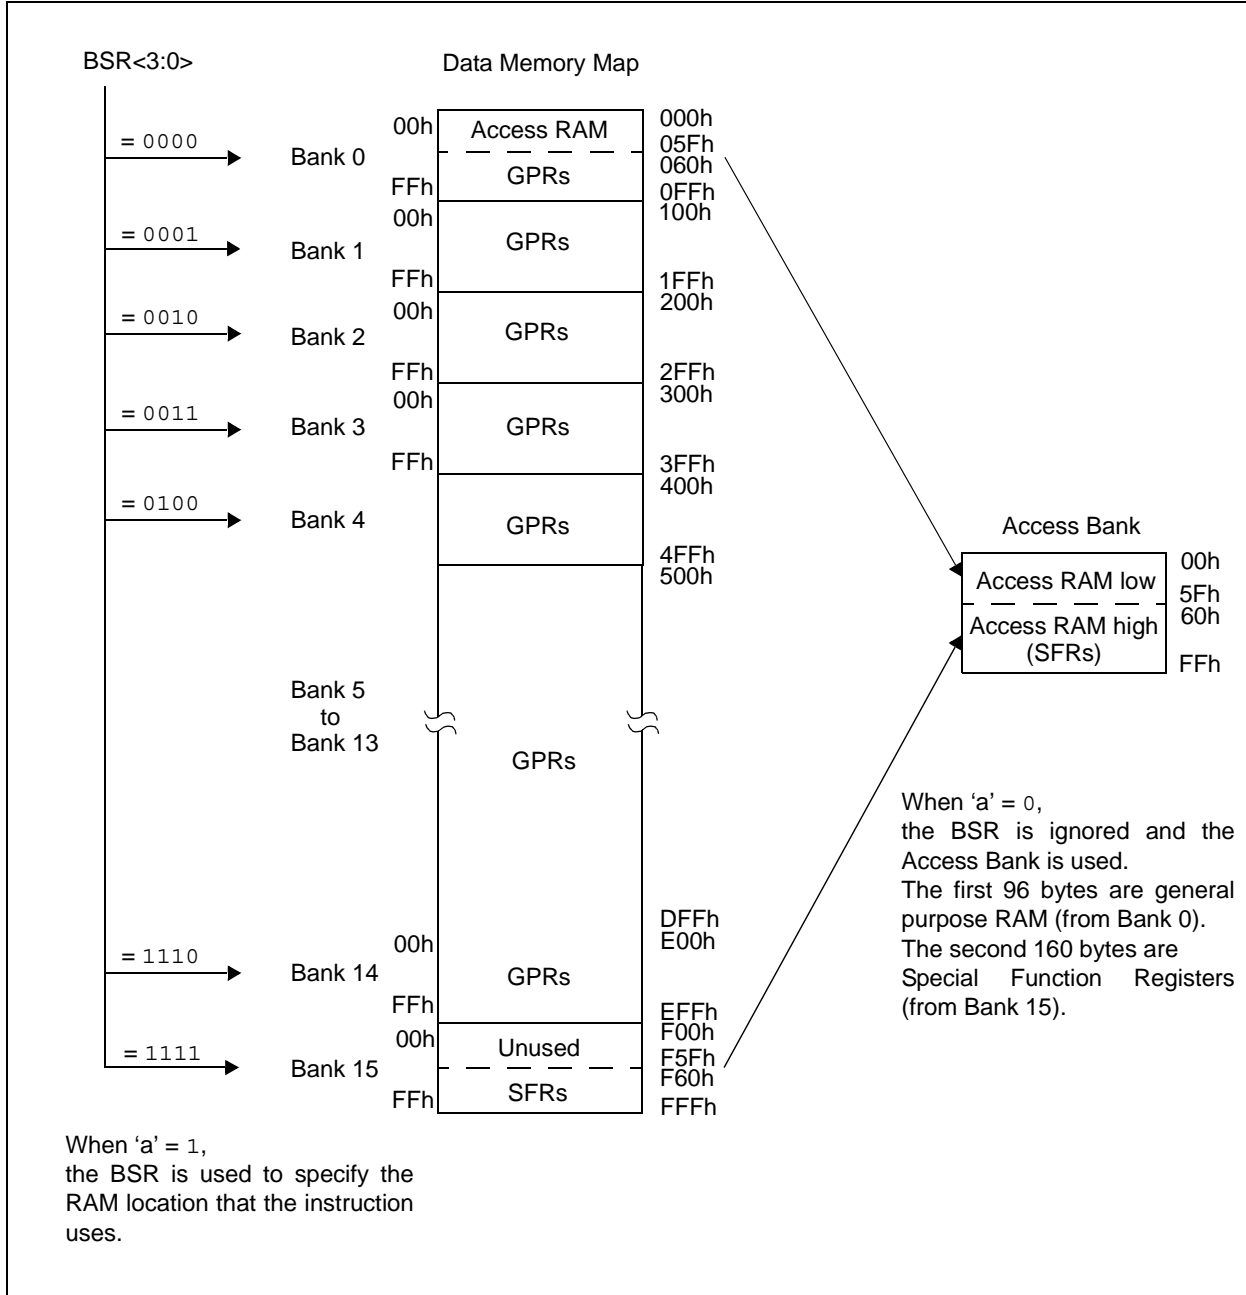 BSR<3:0>
Data Memory Map
= 0000
Bank 0
00h
Access RAM
000h
05Fh
060h
FFh
GPRs
0FFh
= 0001
Bank 1
00h
GPRs
100h
FFh
1FFh
= 0010
Bank 2
00h
GPRs
200h
FFh
2FFh
= 0011
Bank 3
00h
GPRs
300h
FFh
3FFh
= 0100
Bank 4
GPRs
400h
4FFh
500h
Bank 5
to
Bank 13
GPRs
DFFh
E00h
= 1110
Bank 14
00h
GPRs
FFh
EFFh
= 1111
Bank 15
00h
Unused
F00h
F5Fh
F60h
FFh
SFRs
FFFh
Access Bank
Access RAM low
00h
5Fh
Access RAM high
(SFRs)
60h
FFh
When ‘a’ = 0,
the BSR is ignored and the
Access Bank is used.
The first 96 bytes are general
purpose RAM (from Bank 0).
The second 160 bytes are
Special Function Registers
(from Bank 15).
When ‘a’ = 1,
the BSR is used to specify the
RAM location that the instruction
uses.